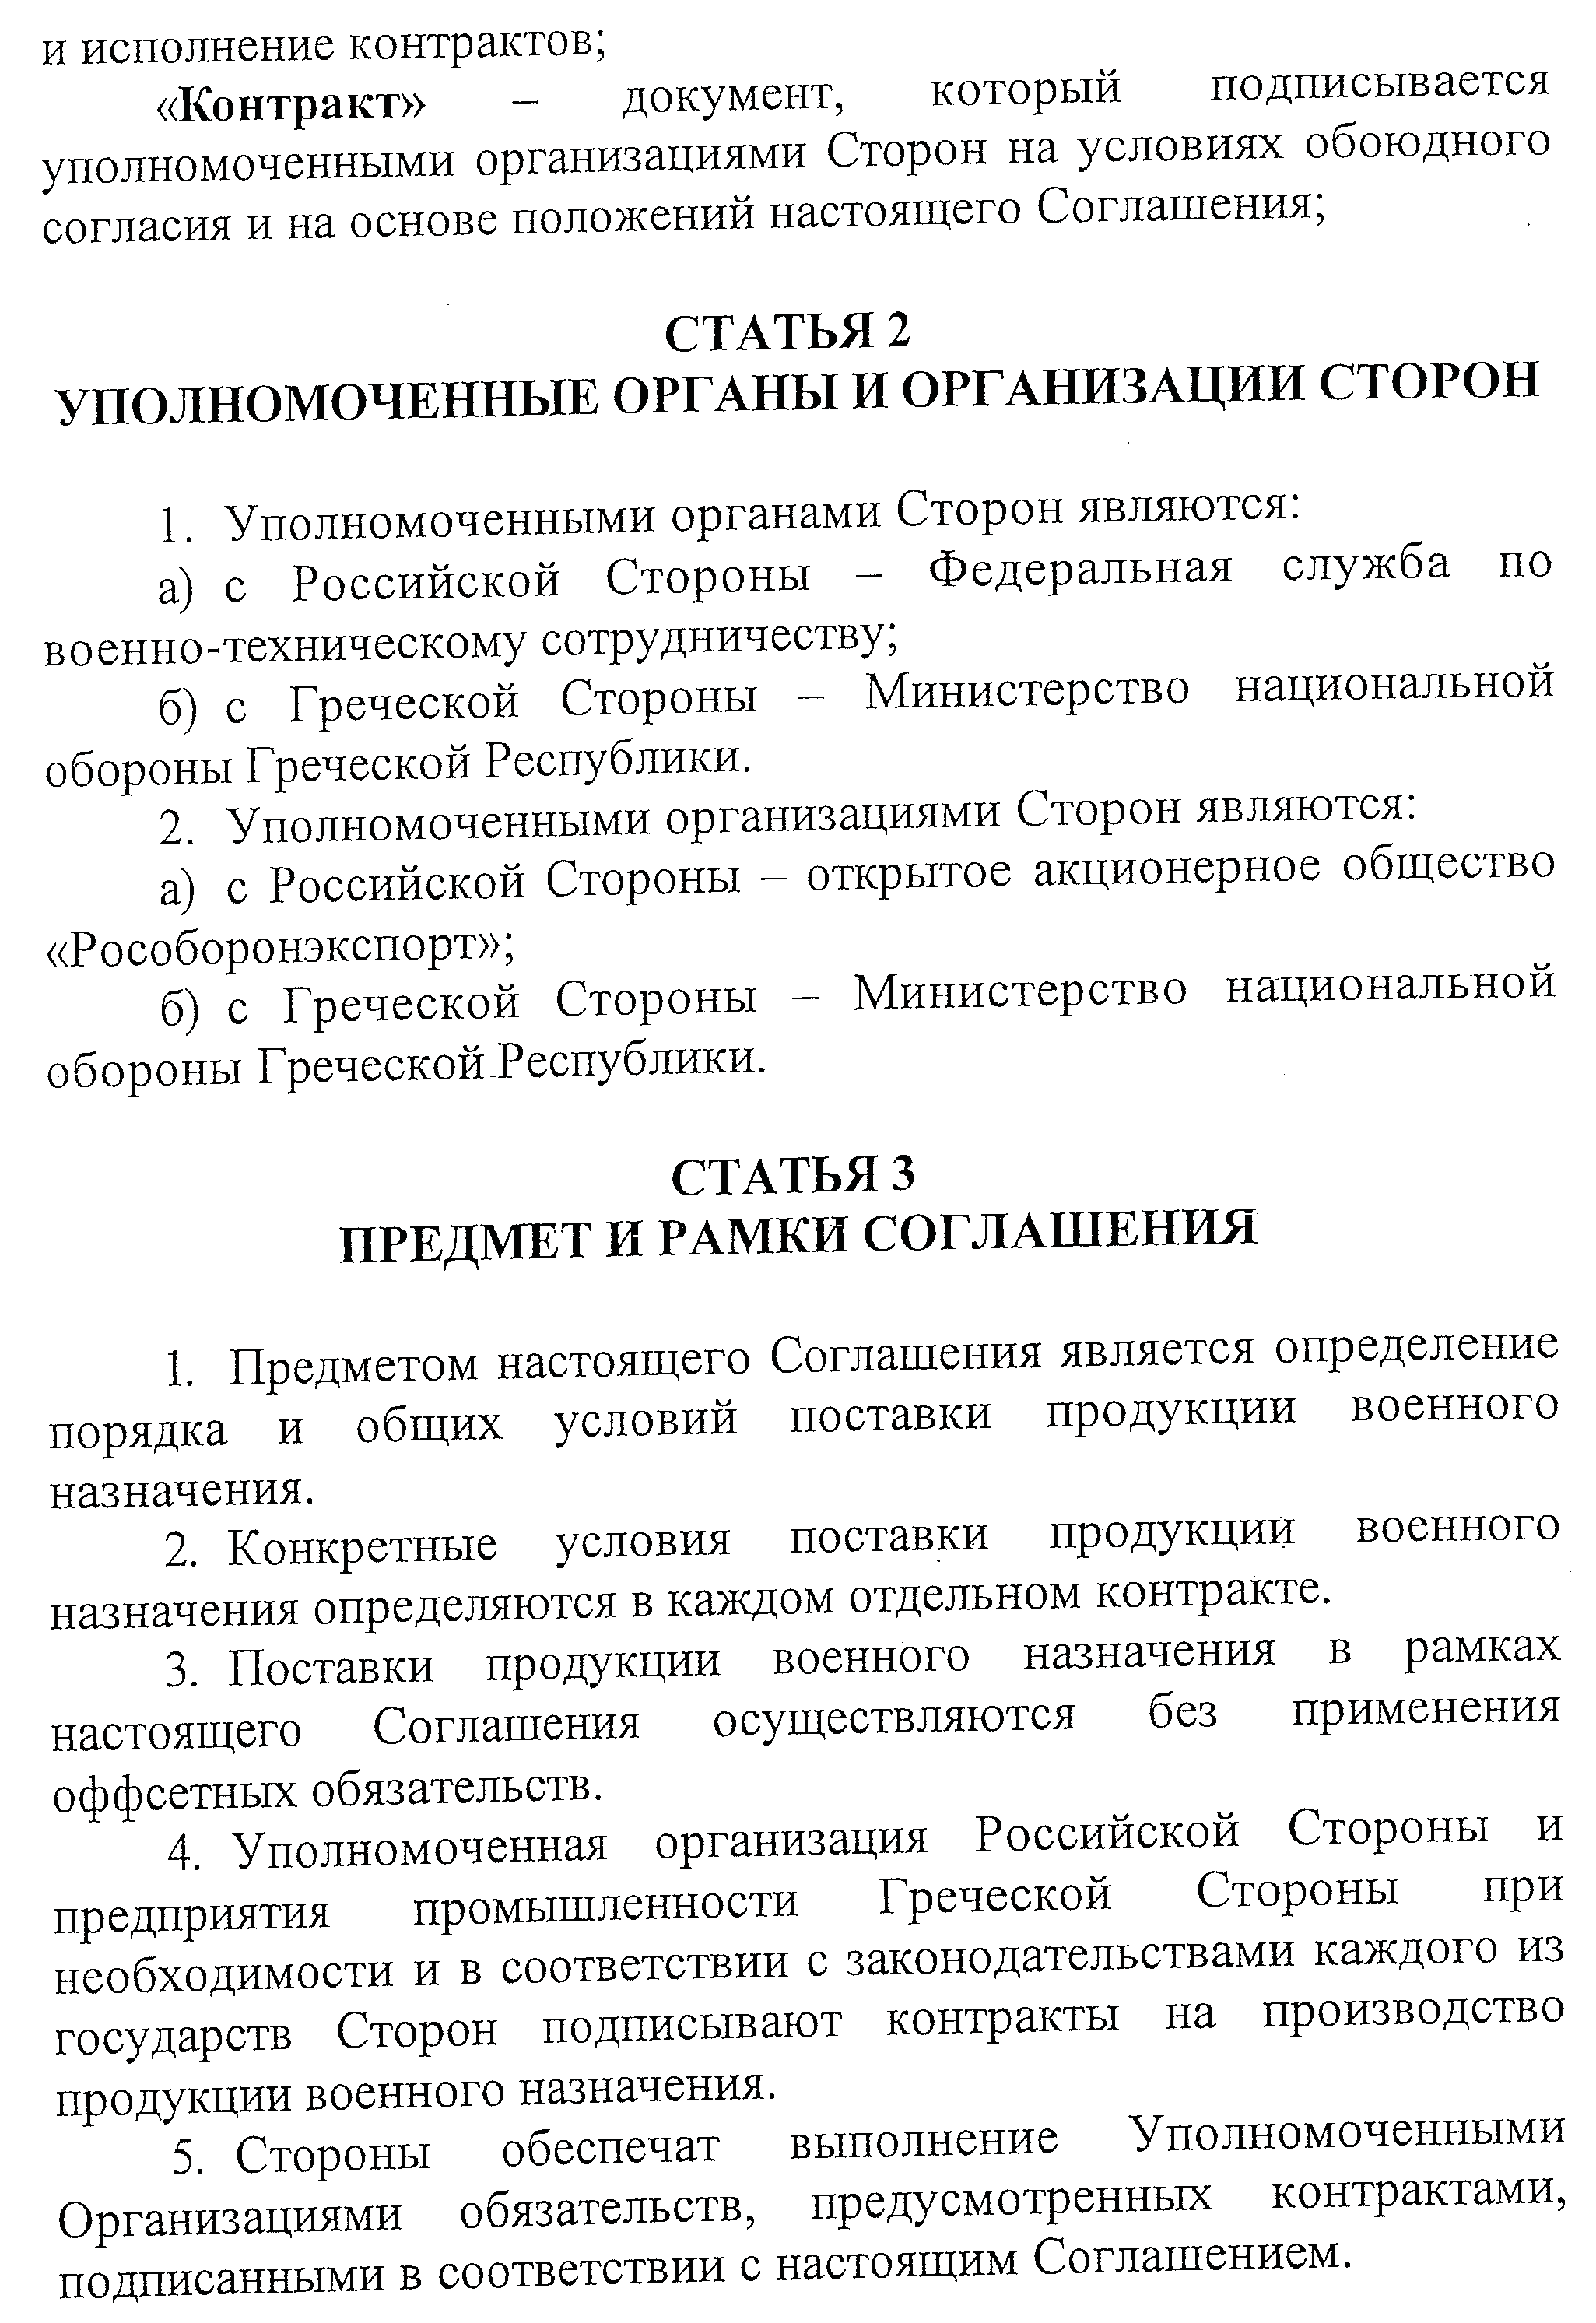 и исполнение контрактов;
«Контракт» – документ, который подписывается
уполномоченными организациями Сторон на условиях обоюдного
согласия и на основе положений настоящего Соглашения;
СТАТЬЯ 2
УПОЛНОМОЧЕННЫЕ ОРГАНЫ И ОРГАНИЗАЦИИ СТОРОН
1. Уполномоченными органами Сторон являются:
а) с Российской Стороны – Федеральная служба по
военно-техническому сотрудничеству;
б) с Греческой Стороны – Министерство национальной
обороны Греческой Республики.
2. Уполномоченными организациями Сторон являются:
а) с Российской Стороны – открытое акционерное общество
«Рособоронэкспорт»;
б) с Греческой Стороны – Министерство национальной
обороны Греческой Республики.
СТАТЬЯ 3
ПРЕДМЕТ И РАМКИ СОГЛАШЕНИЯ
1. Предметом настоящего Соглашения является определение
порядка и общих условий поставки продукции военного
назначения.
2. Конкретные условия поставки продукции военного
назначения определяются в каждом отдельном контракте.
3. Поставки продукции военного назначения в рамках
настоящего Соглашения осуществляются без применения
оффсетных обязательств.
4. Уполномоченная организация Российской Стороны и
предприятия промышленности Греческой Стороны при
необходимости и в соответствии с законодательствами каждого из
государств Сторон подписывают контракты на производство
продукции военного назначения.
5. Стороны обеспечат выполнение Уполномоченными
Организациями обязательств, предусмотренных контрактами,
подписанными в соответствии с настоящим Соглашением.